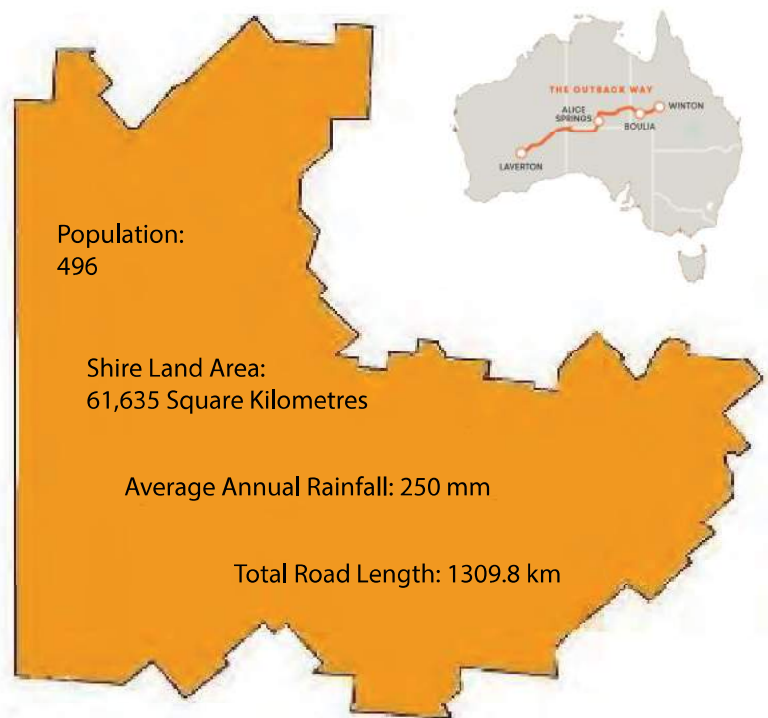 THE OUTBACK WAY
ALICE
SPRINGS
WINTON
BOULIA
LAVERTON
Population:
496
Shire Land Area:
61,635 Square Kilometres
Average Annual Rainfall: 250 mm
Total Road Length: 1309.8 km